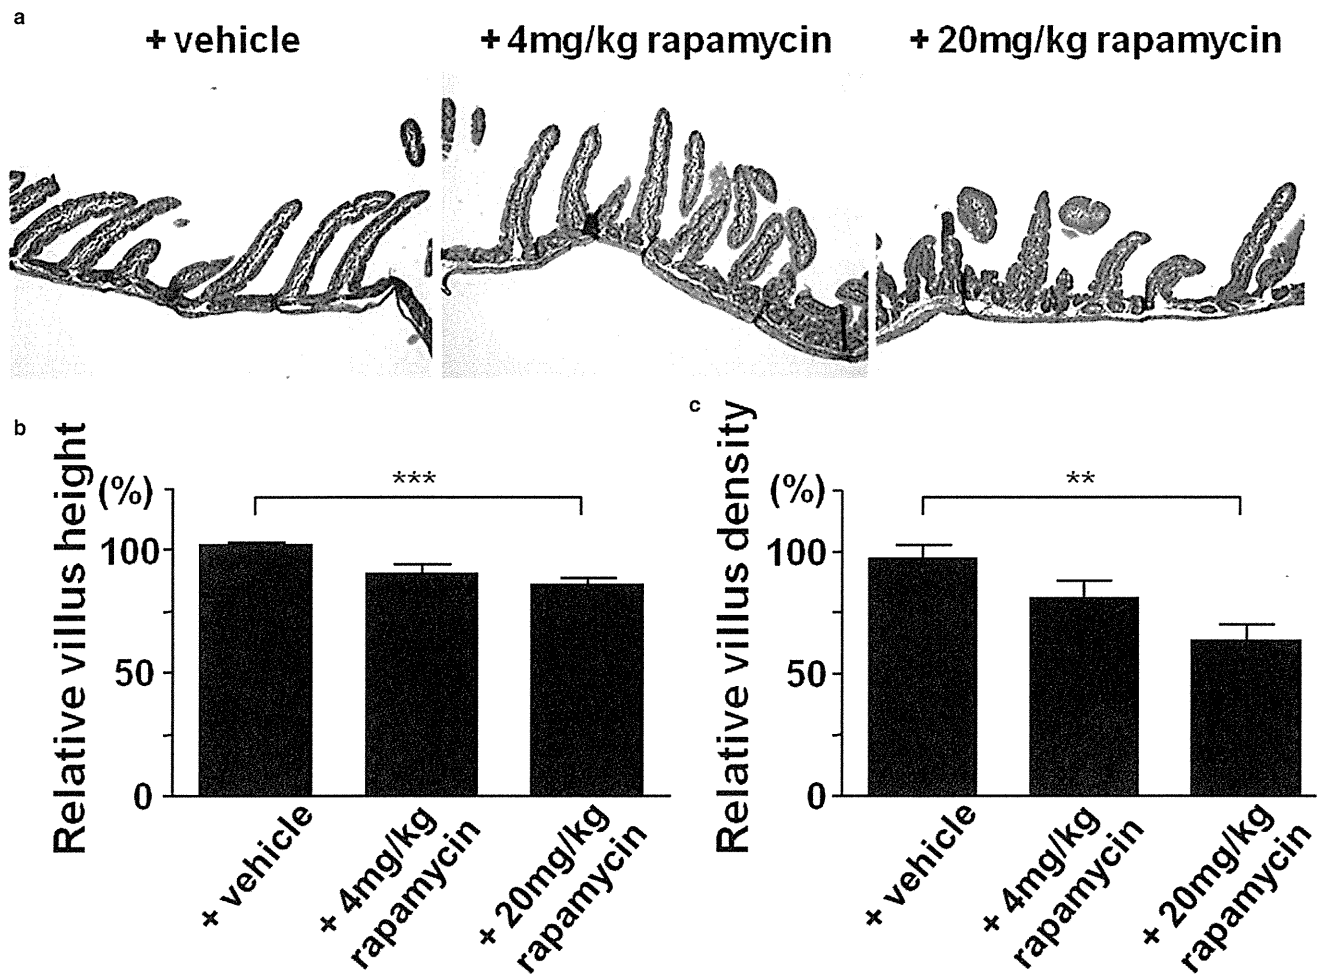 a
+ vehicle
+ 4mg/kg rapamycin
+ 20mg/kg rapamycin
b
Relative villus height
(%)
100
50
0
***
+ vehicle
+ 4mg/kg
rapamycin
+ 20mg/kg
rapamycin
c
Relative villus density
(%)
100
50
0
**
+ vehicle
+ 4mg/kg
rapamycin
+ 20mg/kg
rapamycin